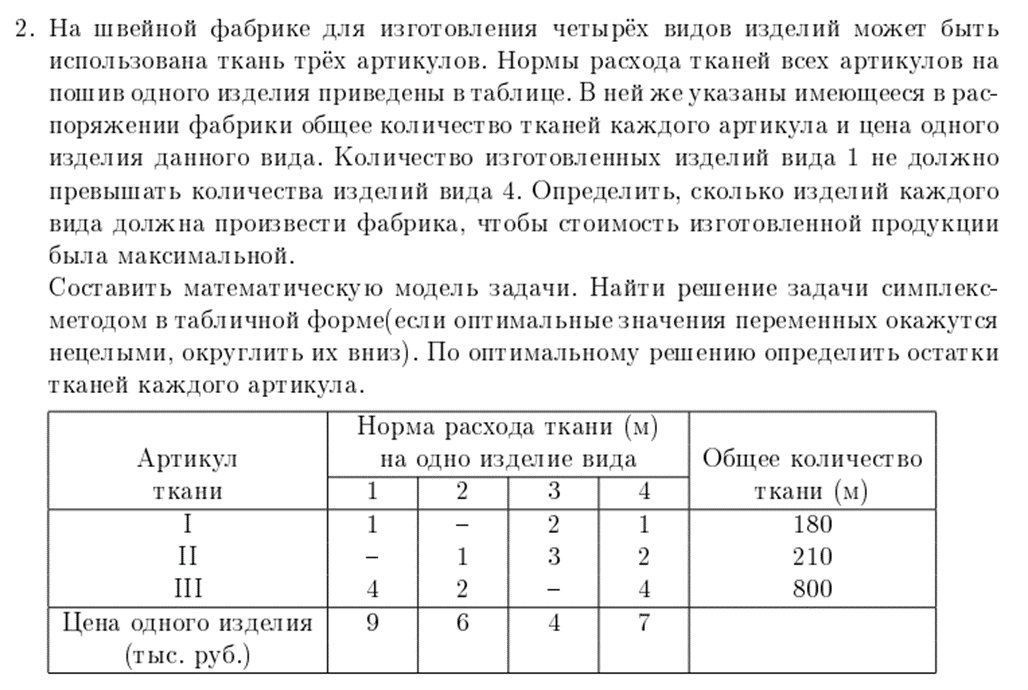 2. На швейной фабрике для изготовления четырёх видов изделий может быть
использована ткань трёх артикулов. Нормы расхода тканей всех артикулов на
пошив одного изделия приведены в таблице. В ней же указаны имеющееся в рас-
поряжении фабрики общее количество тканей каждого артикула и цена одного
изделия данного вида. Количество изготовленных изделий вида 1 не должно
превышать количества изделий вида 4. Определить, сколько изделий каждого
вида должна произвести фабрика, чтобы стоимость изготовленной продукции
была максимальной.
Составить математическую модель задачи. Найти решение задачи симплекс-
методом в табличной форме(если оптимальные значения переменных окажутся
нецелыми, округлить их вниз). По оптимальному решению определить остатки
тканей каждого артикула.
Норма расхода ткани (м)
Артикул на одно изделие вида Общее количество
ткани 1 2 3 4 ткани (м)
I 1 – 2 1 180
II – 1 3 2 210
III 4 2 – 4 800
Цена одного изделия 9 6 4 7
(тыс. руб.)